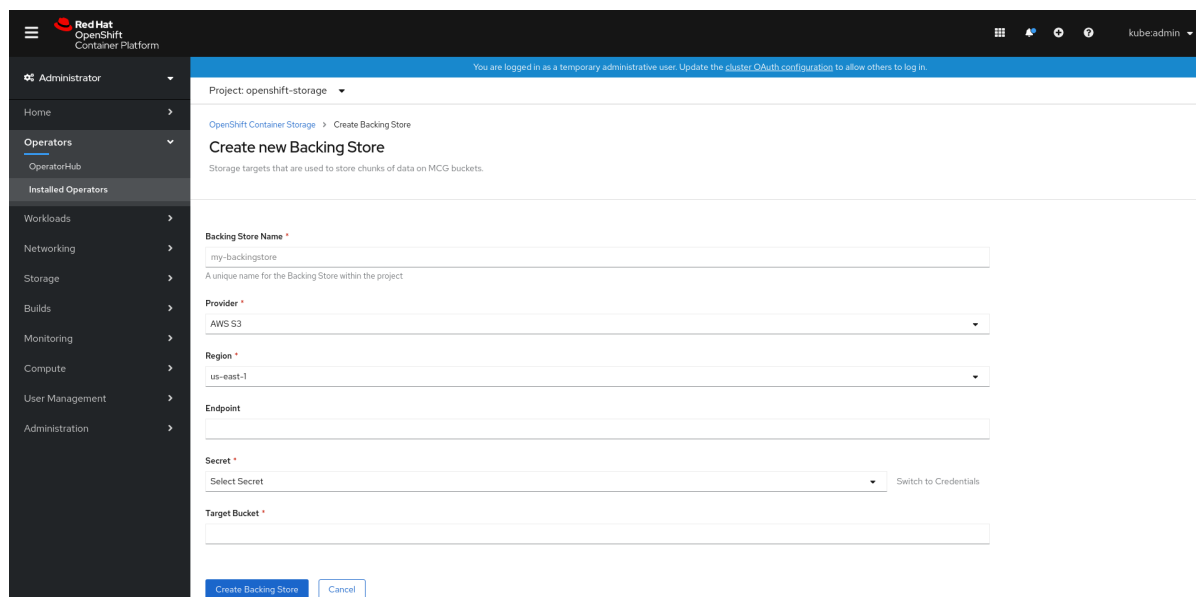 Red Hat
OpenShift
Container Platform
kube:admin
Administrator
You are logged in as a temporary administrative user. Update the cluster OAuth configuration to allow others to log in.
Project: openshift-storage
Home
Operators
OperatorHub
Installed Operators
Workloads
Networking
Storage
Builds
Monitoring
Compute
User Management
Administration
OpenShift Container Storage > Create Backing Store
Create new Backing Store
Storage targets that are used to store chunks of data on MCG buckets.
Backing Store Name *
my-backingstore
A unique name for the Backing Store within the project
Provider *
AWS S3
Region *
us-east-1
Endpoint
Secret *
Select Secret
Switch to Credentials
Target Bucket *
Create Backing Store
Cancel